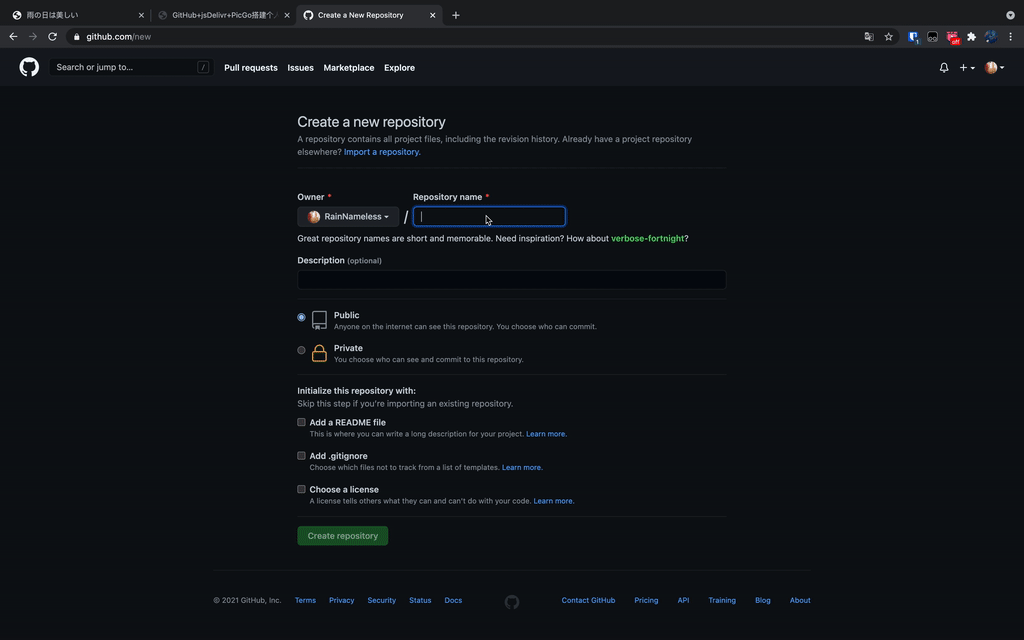 雨の日は美しい
GitHub+jsDelivr+PicGo搭建个人
Create a New Repository
github.com/new
Search or jump to... /
Pull requests Issues Marketplace Explore
Create a new repository
A repository contains all project files, including the revision history. Already have a project repository
elsewhere? Import a repository.
Owner * Repository name *
RainNameless /
Great repository names are short and memorable. Need inspiration? How about verbose-fortnight?
Description (optional)
Public
Anyone on the internet can see this repository. You choose who can commit.
Private
You choose who can see and commit to this repository.
Initialize this repository with:
Skip this step if you're importing an existing repository.
Add a README file
This is where you can write a long description for your project. Learn more.
Add .gitignore
Choose which files not to track from a list of templates. Learn more.
Choose a license
A license tells others what they can and can't do with your code. Learn more.
Create repository
© 2021 GitHub, Inc. Terms Privacy Security Status Docs Contact GitHub Pricing API Training Blog About